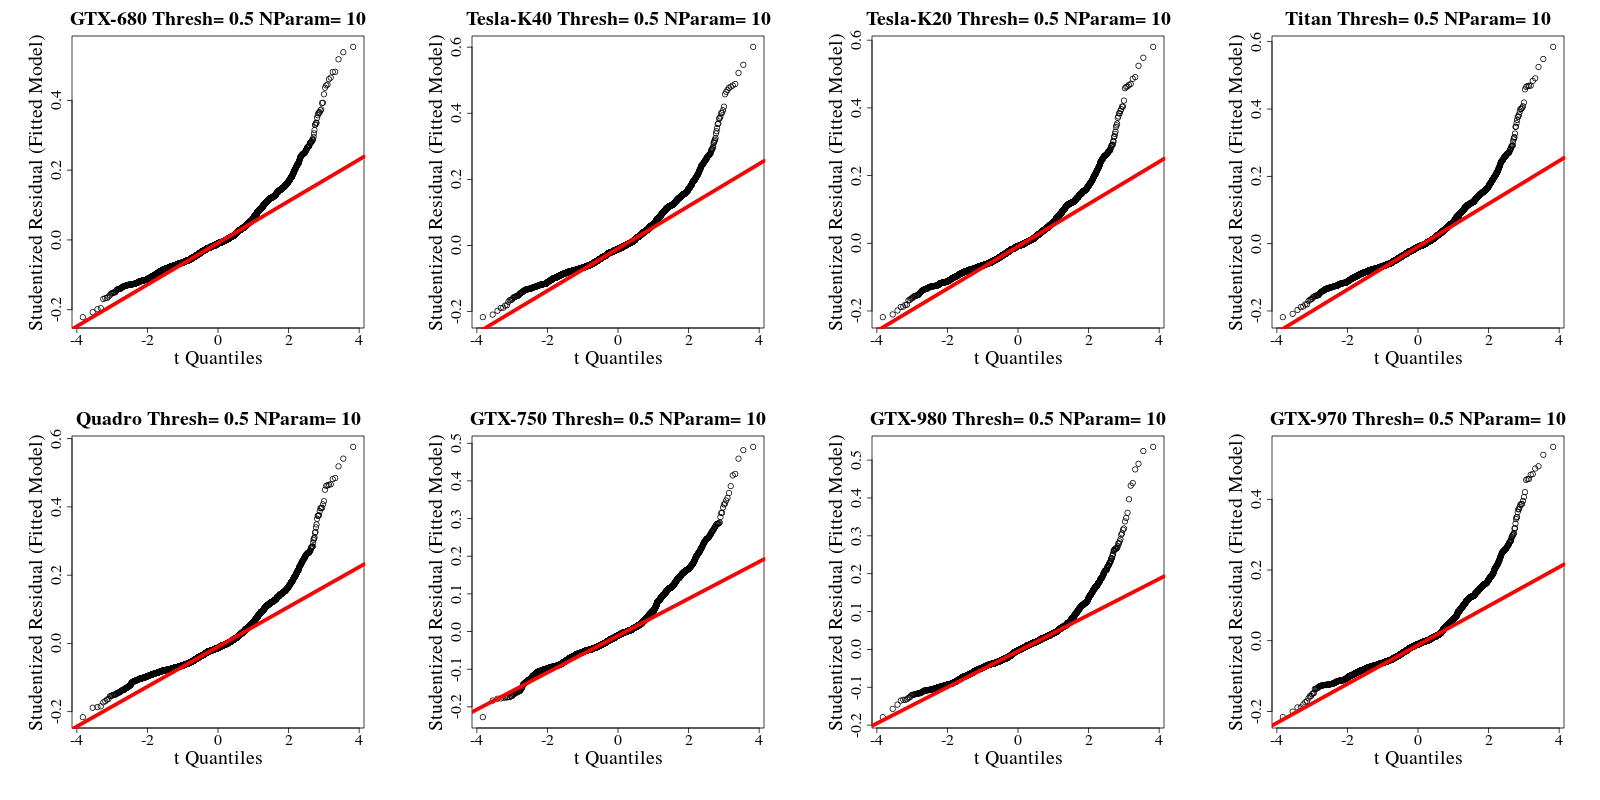 GTX-680 Thresh= 0.5 NParam= 10
Studentized Residual (Fitted Model)
-0.2 0.0 0.2 0.4
-4 -2 0 2 4
t Quantiles
Tesla-K40 Thresh= 0.5 NParam= 10
Studentized Residual (Fitted Model)
-0.2 0.0 0.2 0.4 0.6
-4 -2 0 2 4
t Quantiles
Tesla-K20 Thresh= 0.5 NParam= 10
Studentized Residual (Fitted Model)
-0.2 0.0 0.2 0.4 0.6
-4 -2 0 2 4
t Quantiles
Titan Thresh= 0.5 NParam= 10
Studentized Residual (Fitted Model)
-0.2 0.0 0.2 0.4 0.6
-4 -2 0 2 4
t Quantiles
Quadro Thresh= 0.5 NParam= 10
Studentized Residual (Fitted Model)
-0.2 0.0 0.2 0.4 0.6
-4 -2 0 2 4
t Quantiles
GTX-750 Thresh= 0.5 NParam= 10
Studentized Residual (Fitted Model)
-0.2 -0.1 0.0 0.1 0.2 0.3 0.4 0.5
-4 -2 0 2 4
t Quantiles
GTX-980 Thresh= 0.5 NParam= 10
Studentized Residual (Fitted Model)
-0.2 -0.1 0.0 0.1 0.2 0.3 0.4 0.5
-4 -2 0 2 4
t Quantiles
GTX-970 Thresh= 0.5 NParam= 10
Studentized Residual (Fitted Model)
-0.2 0.0 0.2 0.4
-4 -2 0 2 4
t Quantiles